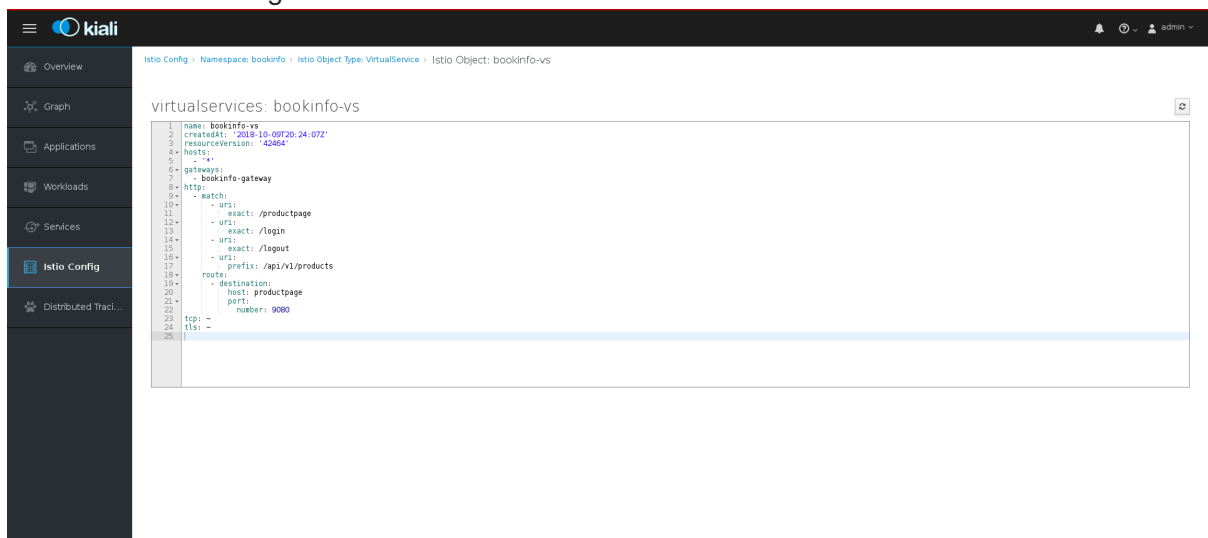 kiali
admin
Overview
Graph
Applications
Workloads
Services
Istio Config
Distributed Traci...
Istio Config › Namespace: bookinfo › Istio Object Type: VirtualService › Istio Object: bookinfo-vs
virtualservices: bookinfo-vs
1 name: bookinfo-vs
2 createdAt: '2018-10-09T20:24:07Z'
3 resourceVersion: '42464'
4 hosts:
5 - '*'
6 gateways:
7 - bookinfo-gateway
8 http:
9 - match:
10 - uri:
11 exact: /productpage
12 - uri:
13 exact: /login
14 - uri:
15 exact: /logout
16 - uri:
17 prefix: /api/v1/products
18 route:
19 - destination:
20 host: productpage
21 port:
22 number: 9080
23 tcp: ~
24 tls: ~
25